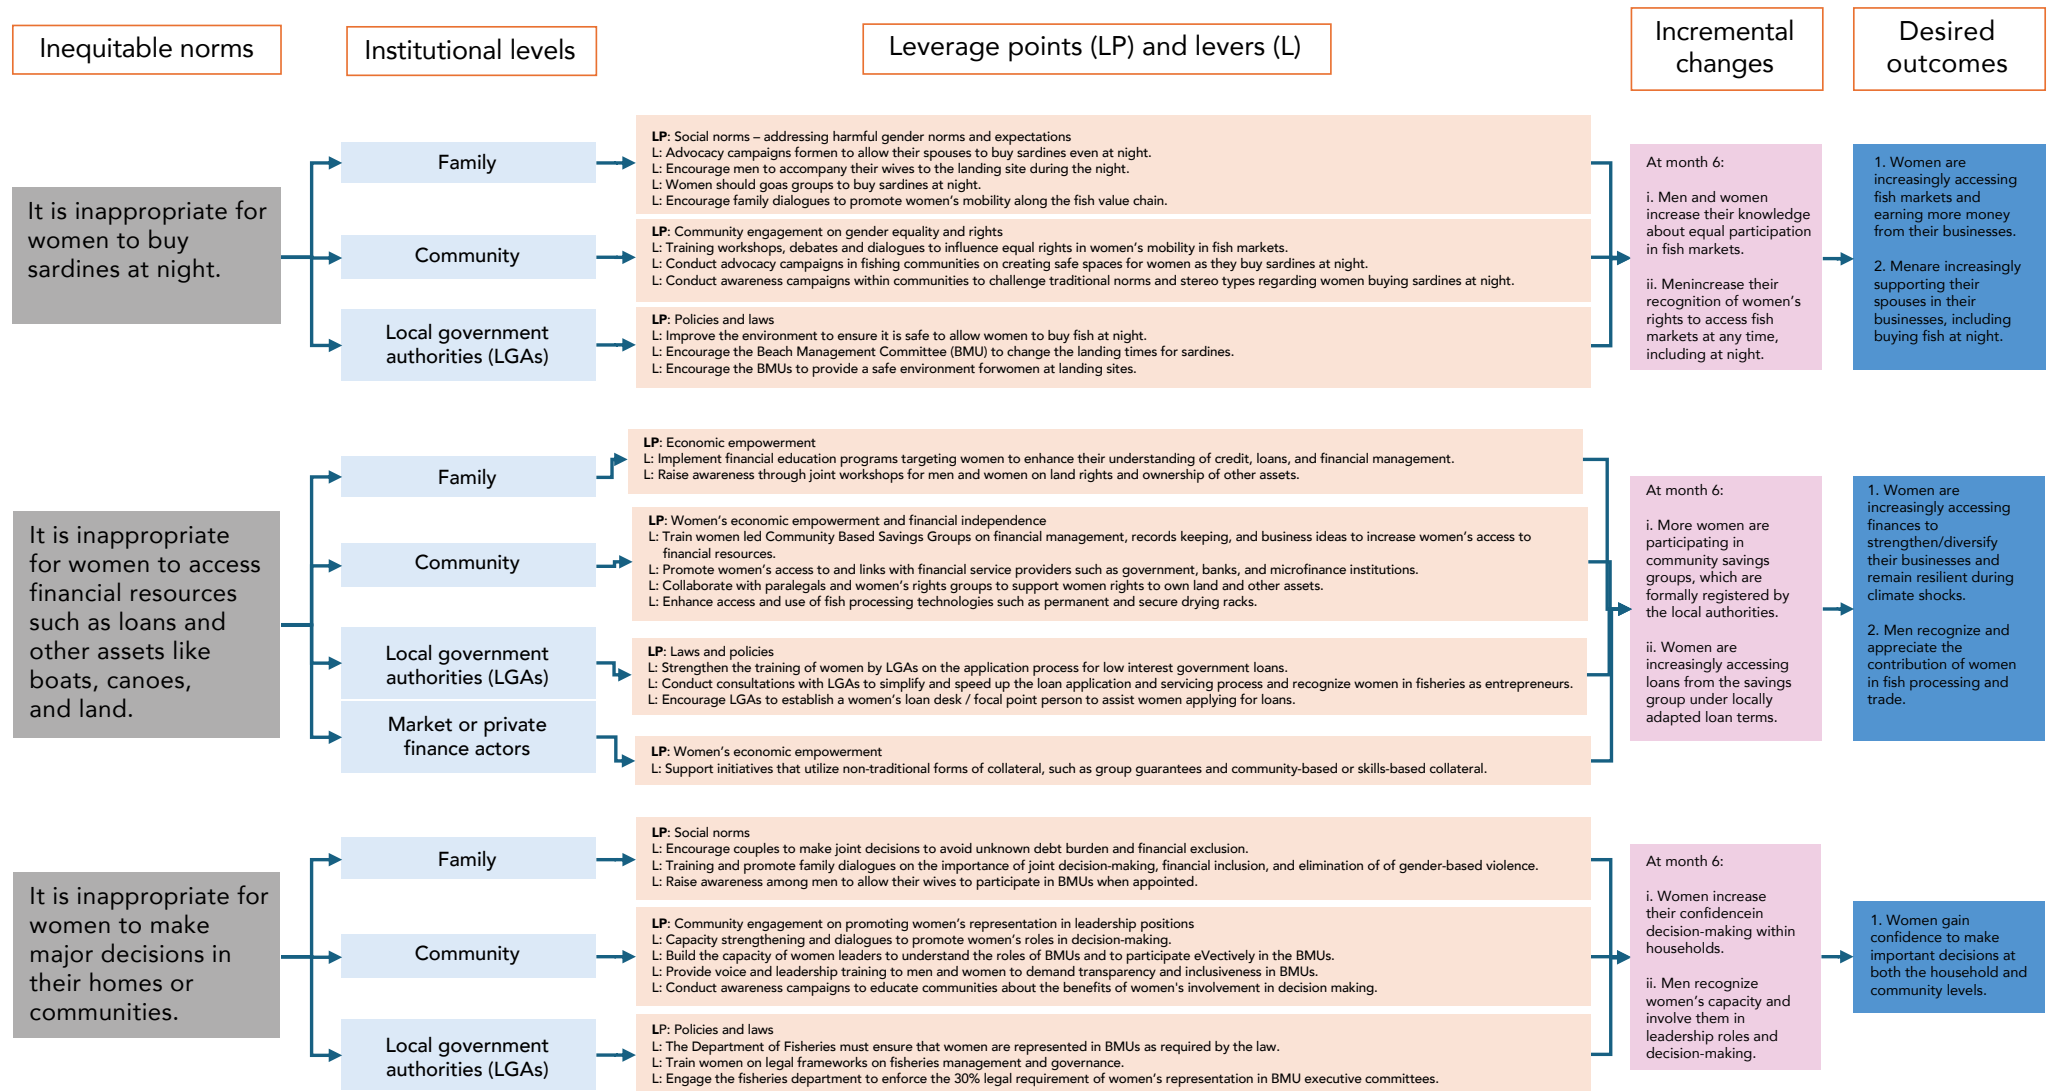 Inequitable norms
Institutional levels
Leverage points (LP) and levers (L)
Incremental
changes
Desired
outcomes
It is inappropriate for
women to buy
sardines at night.
Family
LP: Social norms – addressing harmful gender norms and expectations
L: Advocacy campaigns formen to allow their spouses to buy sardines even at night.
L: Encourage men to accompany their wives to the landing site during the night.
L: Women should goas groups to buy sardines at night.
L: Encourage family dialogues to promote women's mobility along the fish value chain.
Community
LP: Community engagement on gender equality and rights
L: Training workshops, debates and dialogues to influence equal rights in women's mobility in fish markets.
L: Conduct advocacy campaigns in fishing communities on creating safe spaces for women as they buy sardines at night.
L: Conduct awareness campaigns within communities to challenge traditional norms and stereo types regarding women buying sardines at night.
Local government
authorities (LGAs)
LP: Policies and laws
L: Improve the environment to ensure it is safe to allow women to buy fish at night.
L: Encourage the Beach Management Committee (BMU) to change the landing times for sardines.
L: Encourage the BMUs to provide a safe environment forwomen at landing sites.
At month 6:
i. Men and women
increase their knowledge
about equal participation
in fish markets.
ii. Menincrease their
recognition of women's
rights to access fish
markets at any time,
including at night.
1. Women are
increasingly accessing
fish markets and
earning more money
from their businesses.
2. Menare increasingly
supporting their
spouses in their
businesses, including
buying fish at night.
It is inappropriate
for women to access
financial resources
such as loans and
other assets like
boats, canoes,
and land.
Family
LP: Economic empowerment
L: Implement financial education programs targeting women to enhance their understanding of credit, loans, and financial management.
L: Raise awareness through joint workshops for men and women on land rights and ownership of other assets.
Community
LP: Women's economic empowerment and financial independence
L: Train women led Community Based Savings Groups on financial management, records keeping, and business ideas to increase women's access to
financial resources.
L: Promote women's access to and links with financial service providers such as government, banks, and microfinance institutions.
L: Collaborate with paralegals and women's rights groups to support women rights to own land and other assets.
L: Enhance access and use of fish processing technologies such as permanent and secure drying racks.
Local government
authorities (LGAs)
LP: Laws and policies
L: Strengthen the training of women by LGAs on the application process for low interest government loans.
L: Conduct consultations with LGAs to simplify and speed up the loan application and servicing process and recognize women in fisheries as entrepreneurs.
L: Encourage LGAs to establish a women's loan desk / focal point person to assist women applying for loans.
Market or private
finance actors
LP: Women's economic empowerment
L: Support initiatives that utilize non-traditional forms of collateral, such as group guarantees and community-based or skills-based collateral.
At month 6:
i. More women are
participating in
community savings
groups, which are
formally registered by
the local authorities.
ii. Women are
increasingly accessing
loans from the savings
group under locally
adapted loan terms.
1. Women are
increasingly accessing
finances to
strengthen/diversify
their businesses and
remain resilient during
climate shocks.
2. Men recognize and
appreciate the
contribution of women
in fish processing and
trade.
It is inappropriate for
women to make
major decisions in
their homes or
communities.
Family
LP: Social norms
L: Encourage couples to make joint decisions to avoid unknown debt burden and financial exclusion.
L: Training and promote family dialogues on the importance of joint decision-making, financial inclusion, and elimination of of gender-based violence.
L: Raise awareness among men to allow their wives to participate in BMUs when appointed.
Community
LP: Community engagement on promoting women's representation in leadership positions
L: Capacity strengthening and dialogues to promote women's roles in decision-making.
L: Build the capacity of women leaders to understand the roles of BMUs and to participate eVectively in the BMUs.
L: Provide voice and leadership training to men and women to demand transparency and inclusiveness in BMUs.
L: Conduct awareness campaigns to educate communities about the benefits of women's involvement in decision making.
Local government
authorities (LGAs)
LP: Policies and laws
L: The Department of Fisheries must ensure that women are represented in BMUs as required by the law.
L: Train women on legal frameworks on fisheries management and governance.
L: Engage the fisheries department to enforce the 30% legal requirement of women's representation in BMU executive committees.
At month 6:
i. Women increase
their confidencein
decision-making within
households.
ii. Men recognize
women's capacity and
involve them in
leadership roles and
decision-making.
1. Women gain
confidence to make
important decisions at
both the household and
community levels.